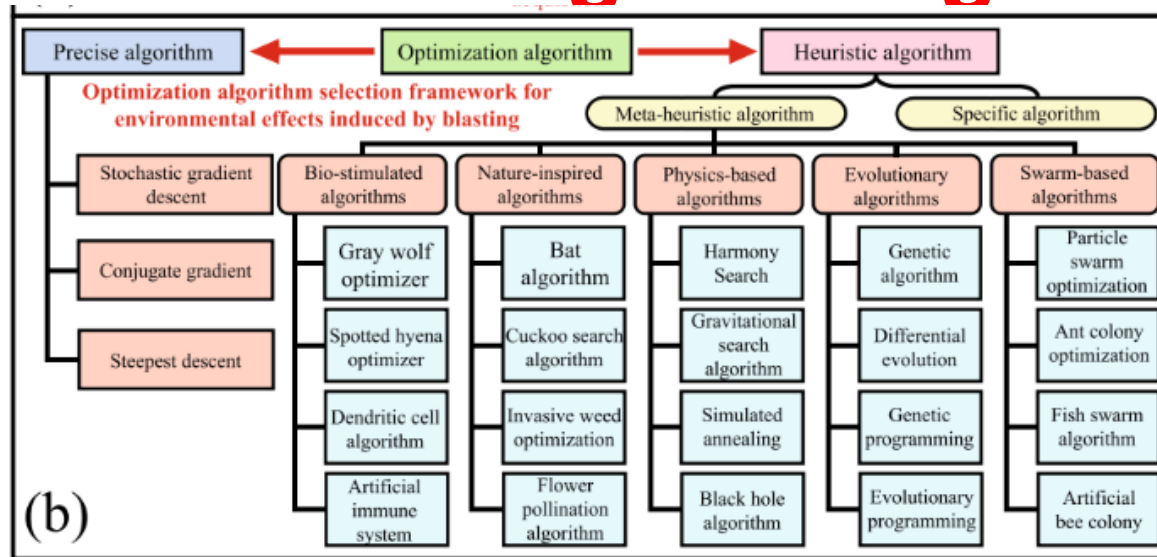 Precise algorithm
Optimization algorithm
Heuristic algorithm
Optimization algorithm selection framework for
environmental effects induced by blasting
Meta-heuristic algorithm
Specific algorithm
Stochastic gradient
descent
Conjugate gradient
Steepest descent
Bio-stimulated
algorithms
Gray wolf
optimizer
Spotted hyena
optimizer
Dendritic cell
algorithm
Artificial
immune
system
Nature-inspired
algorithms
Bat
algorithm
Cuckoo search
algorithm
Invasive weed
optimization
Flower
pollination
algorithm
Physics-based
algorithms
Harmony
Search
Gravitational
search
algorithm
Simulated
annealing
Black hole
algorithm
Evolutionary
algorithms
Genetic
algorithm
Differential
evolution
Genetic
programming
Evolutionary
programming
Swarm-based
algorithms
Particle
swarm
optimization
Ant colony
optimization
Fish swarm
algorithm
Artificial
bee colony
(b)